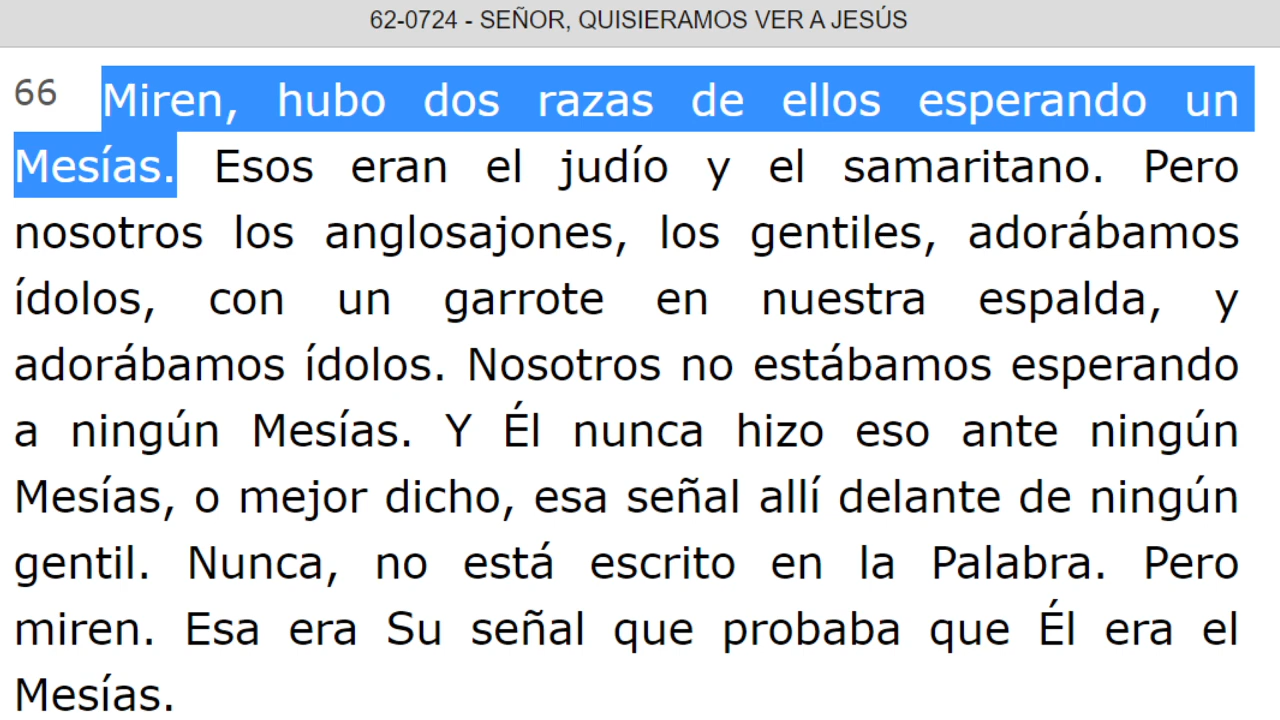 62-0724 - SEÑOR, QUISIERAMOS VER A JESÚS
66 Miren, hubo dos razas de ellos esperando un
Mesías. Esos eran el judío y el samaritano. Pero
nosotros los anglosajones, los gentiles, adorábamos
ídolos, con un garrote en nuestra espalda, y
adorábamos ídolos. Nosotros no estábamos esperando
a ningún Mesías. Y Él nunca hizo eso ante ningún
Mesías, o mejor dicho, esa señal allí delante de ningún
gentil. Nunca, no está escrito en la Palabra. Pero
miren. Esa era Su señal que probaba que Él era el
Mesías.